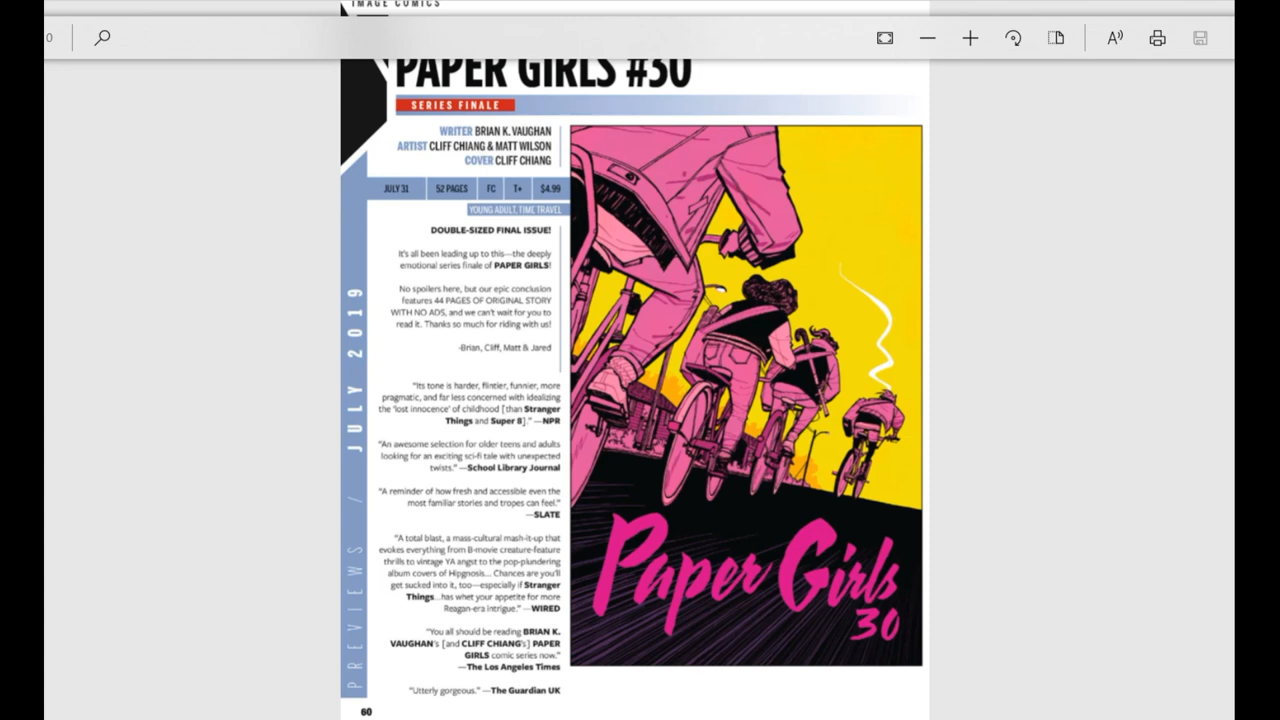 IMAGE COMICS
0
PAPER GIRLS #30
SERIES FINALE
WRITER BRIAN K. VAUGHAN
ARTIST CLIFF CHIANG & MATT WILSON
COVER CLIFF CHIANG
JULY 31 52 PAGES FC T+ $4.99
YOUNG ADULT, TIME TRAVEL
DOUBLE-SIZED FINAL ISSUE!
It's all been leading up to this—the deeply
emotional series finale of PAPER GIRLS!
No spoilers here, but our epic conclusion
features 44 PAGES OF ORIGINAL STORY
WITH NO ADS, and we can't wait for you to
read it. Thanks so much for riding with us!
-Brian, Cliff, Matt & Jared
"Its tone is harder, flintier, funnier, more
pragmatic, and far less concerned with idealizing
the 'lost innocence' of childhood [than Stranger
Things and Super 8]." —NPR
"An awesome selection for older teens and adults
looking for an exciting sci-fi tale with unexpected
twists." —School Library Journal
"A reminder of how fresh and accessible even the
most familiar stories and tropes can feel."
—SLATE
"A total blast, a mass-cultural mash-it-up that
evokes everything from B-movie creature-feature
thrills to vintage YA angst to the pop-plundering
album covers of Hipgnosis... Chances are you'll
get sucked into it, too—especially if Stranger
Things...has whet your appetite for more
Reagan-era intrigue." —WIRED
"You all should be reading BRIAN K.
VAUGHAN's [and CLIFF CHIANG's] PAPER
GIRLS comic series now."
—The Los Angeles Times
"Utterly gorgeous." —The Guardian UK
PREVIEWS / JULY 2019
60
Paper Girls
30